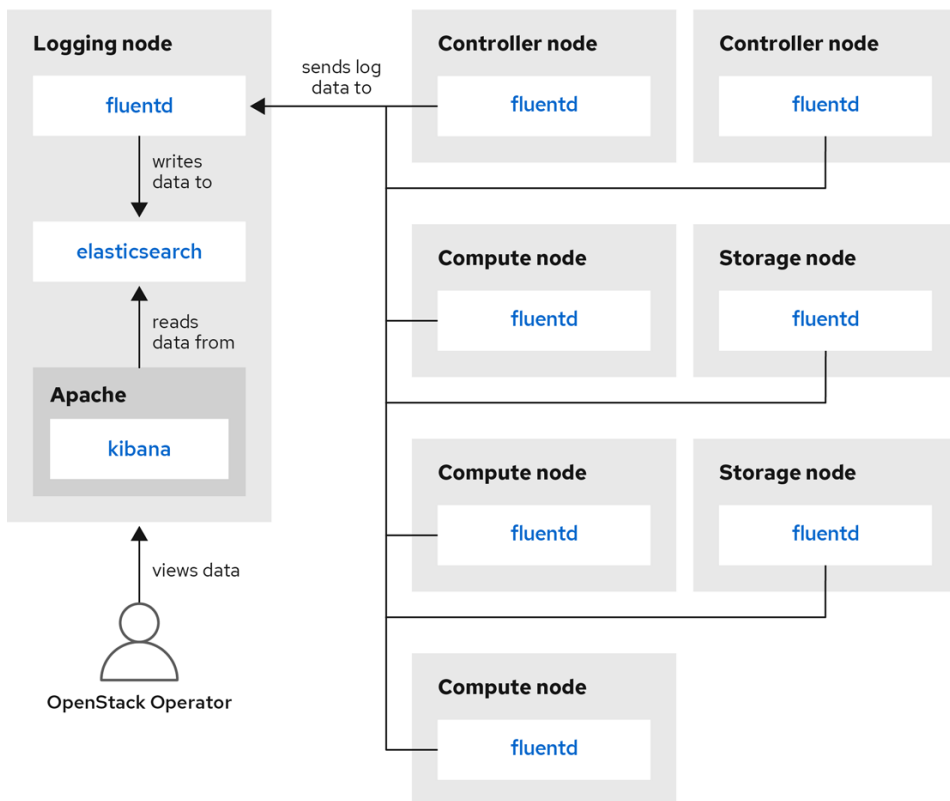 Logging node
fluentd
writes
data to
elasticsearch
reads
data from
Apache
kibana
views data
OpenStack Operator
sends log
data to
Controller node
fluentd
Controller node
fluentd
Compute node
fluentd
Storage node
fluentd
Compute node
fluentd
Storage node
fluentd
Compute node
fluentd